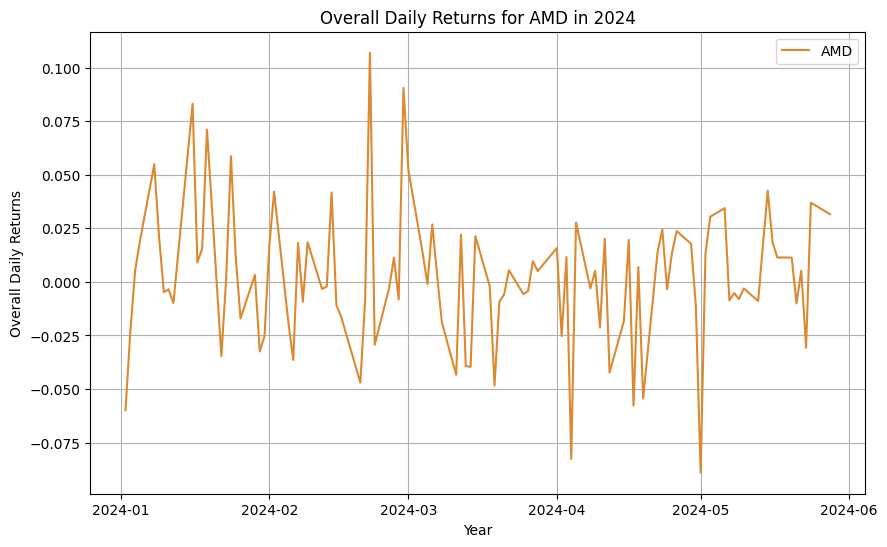 Overall Daily Returns for AMD in 2024
AMD
0.100
0.075
0.050
0.025
0.000
−0.025
−0.050
−0.075
Overall Daily Returns
2024-01 2024-02 2024-03 2024-04 2024-05 2024-06
Year